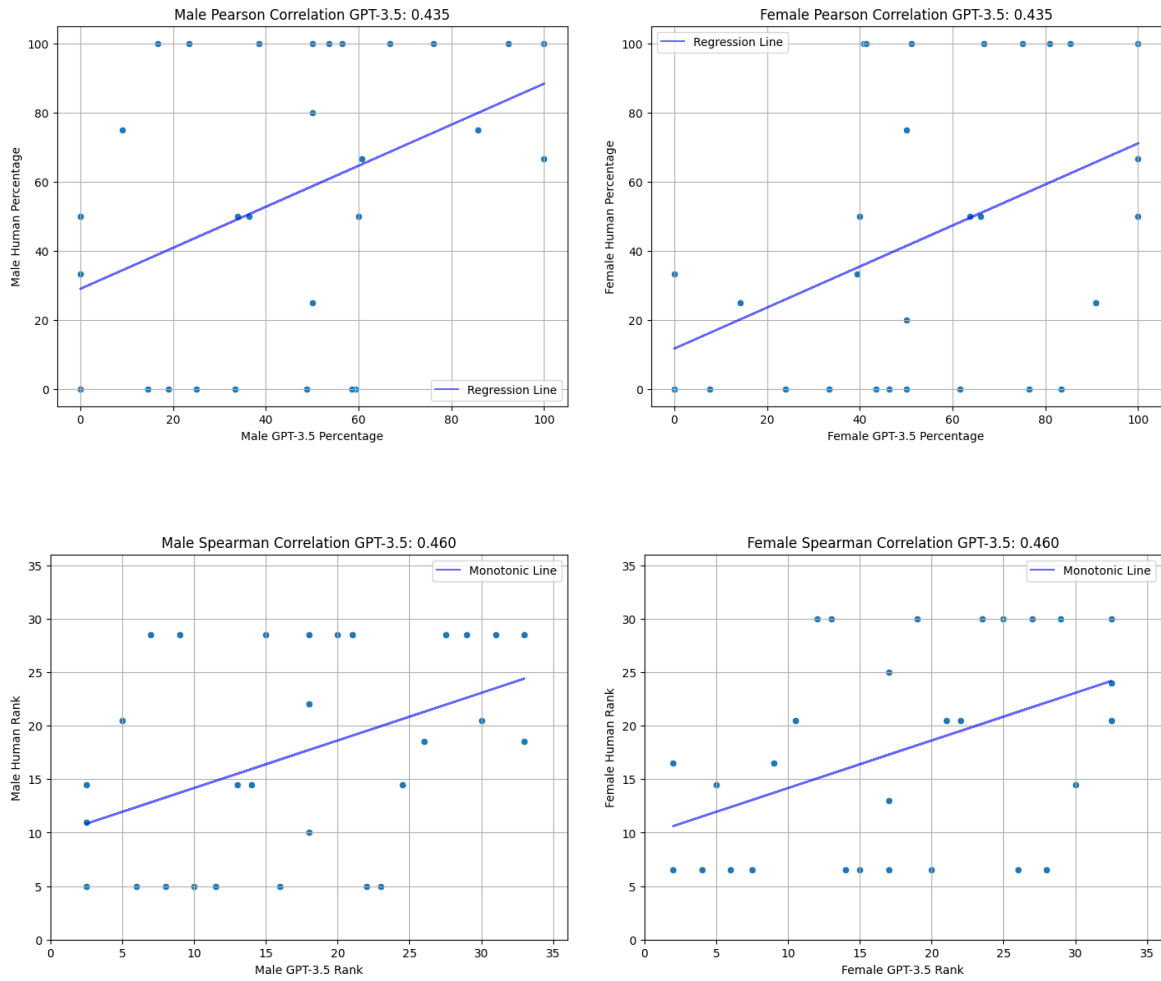 Male Pearson Correlation GPT-3.5: 0.435
100
80
60
40
20
0
Male Human Percentage
Regression Line
0 20 40 60 80 100
Male GPT-3.5 Percentage
Female Pearson Correlation GPT-3.5: 0.435
Regression Line
100
80
60
40
20
0
Female Human Percentage
0 20 40 60 80 100
Female GPT-3.5 Percentage
Male Spearman Correlation GPT-3.5: 0.460
Monotonic Line
35
30
25
20
15
10
5
0
Male Human Rank
0 5 10 15 20 25 30 35
Male GPT-3.5 Rank
Female Spearman Correlation GPT-3.5: 0.460
Monotonic Line
35
30
25
20
15
10
5
0
Female Human Rank
0 5 10 15 20 25 30 35
Female GPT-3.5 Rank